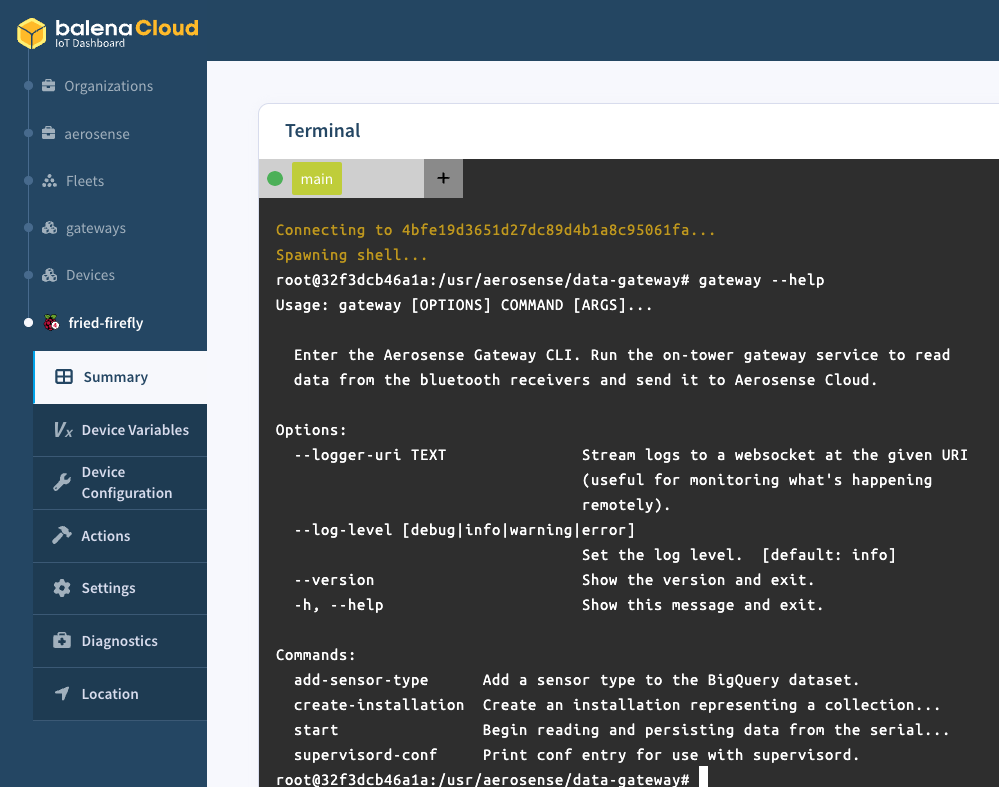 balenaCloud
IoT Dashboard
Organizations
aerosense
Fleets
gateways
Devices
fried-firefly
Summary
Vx Device Variables
Device
Configuration
Actions
Settings
Diagnostics
Location
Terminal
main +
Connecting to 4bfe19d3651d27dc89d4b1a8c95061fa...
Spawning shell...
root@32f3dcb46a1a:/usr/aerosense/data-gateway# gateway --help
Usage: gateway [OPTIONS] COMMAND [ARGS]...
Enter the Aerosense Gateway CLI. Run the on-tower gateway service to read
data from the bluetooth receivers and send it to Aerosense Cloud.
Options:
--logger-uri TEXT Stream logs to a websocket at the given URI
(useful for monitoring what's happening
remotely).
--log-level [debug|info|warning|error]
Set the log level. [default: info]
--version Show the version and exit.
-h, --help Show this message and exit.
Commands:
add-sensor-type Add a sensor type to the BigQuery dataset.
create-installation Create an installation representing a collection...
start Begin reading and persisting data from the serial...
supervisord-conf Print conf entry for use with supervisord.
root@32f3dcb46a1a:/usr/aerosense/data-gateway#